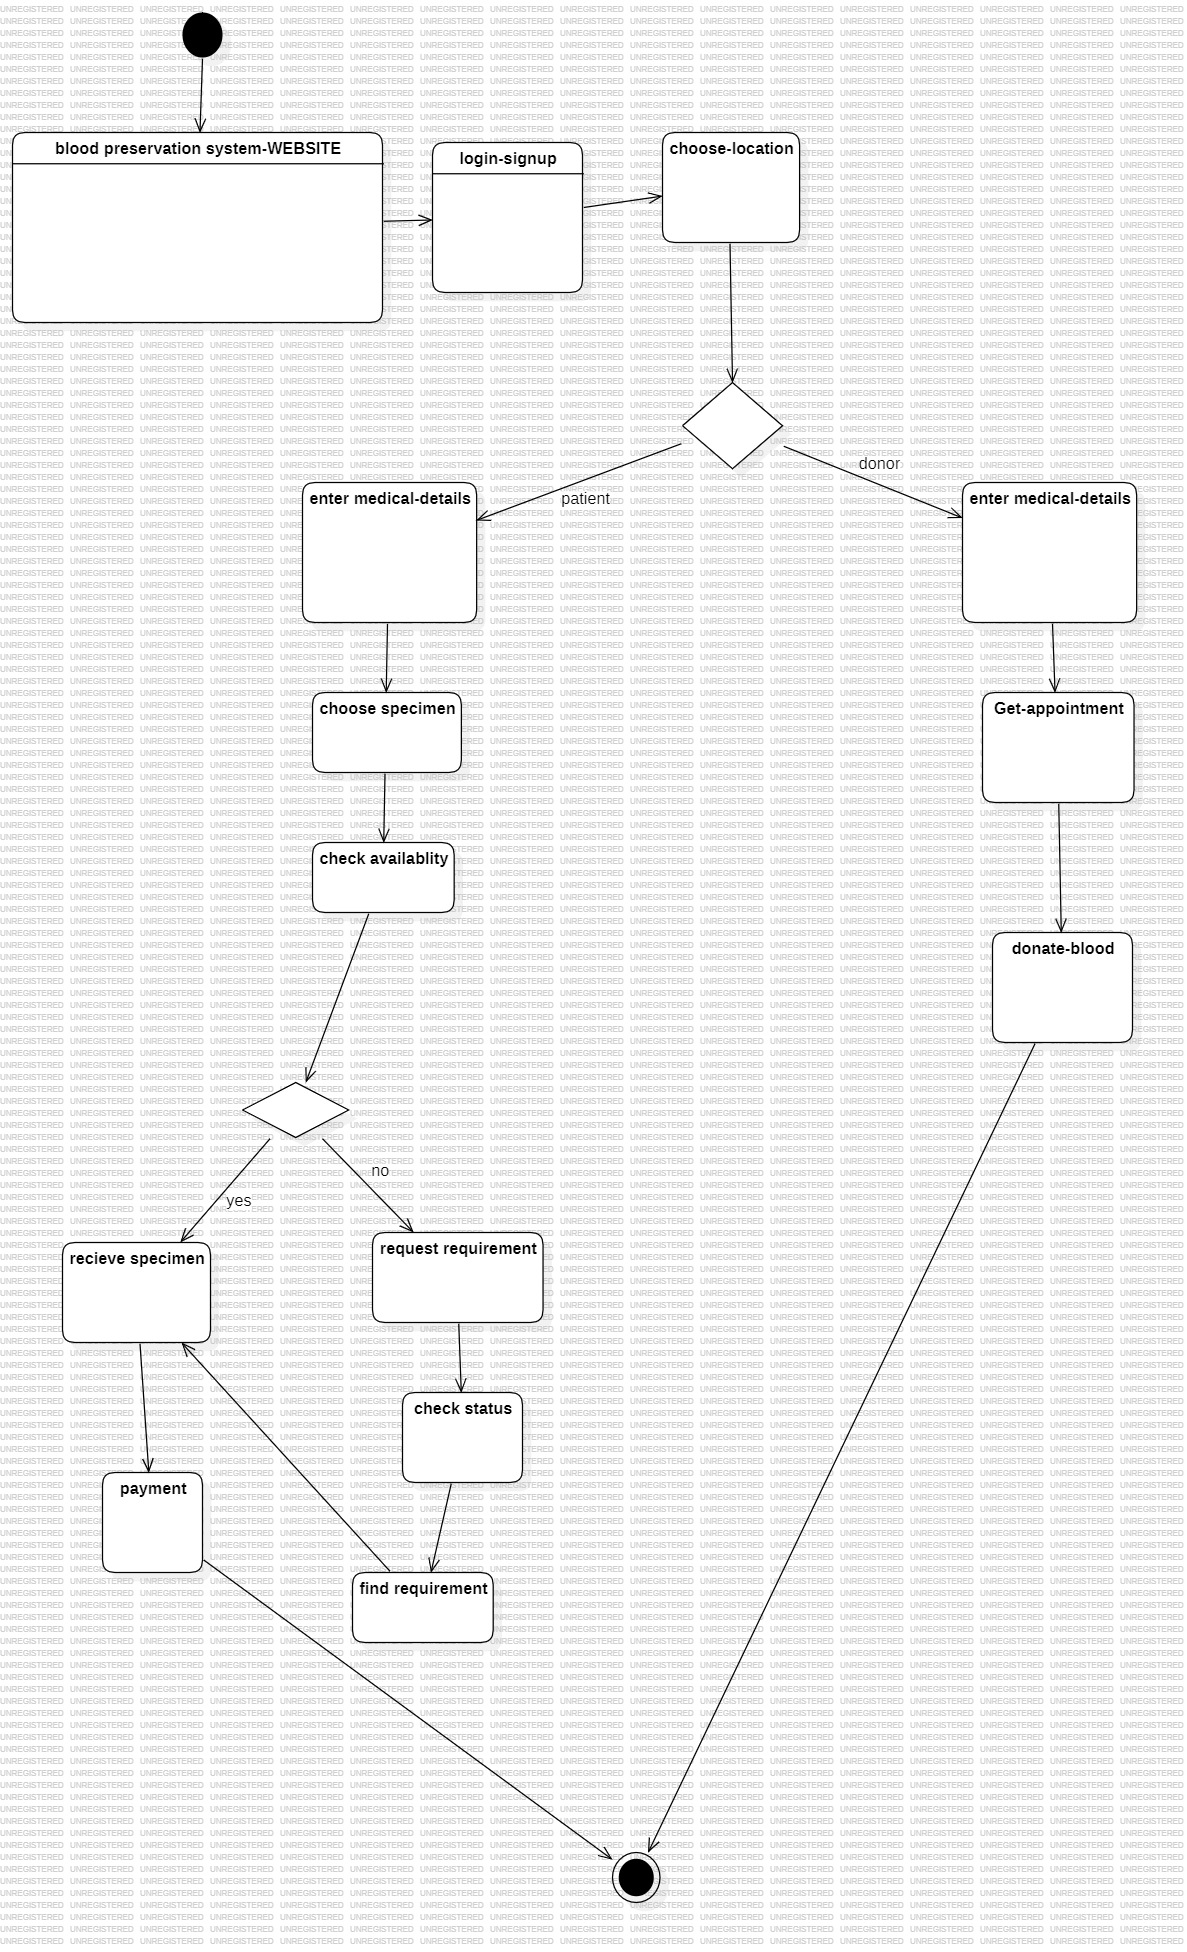 blood preservation system-WEBSITE
login-signup
choose-location
donor
patient
enter medical-details
enter medical-details
choose specimen
Get-appointment
check availablity
donate-blood
no
yes
recieve specimen
request requirement
check status
payment
find requirement
UNREGISTERED